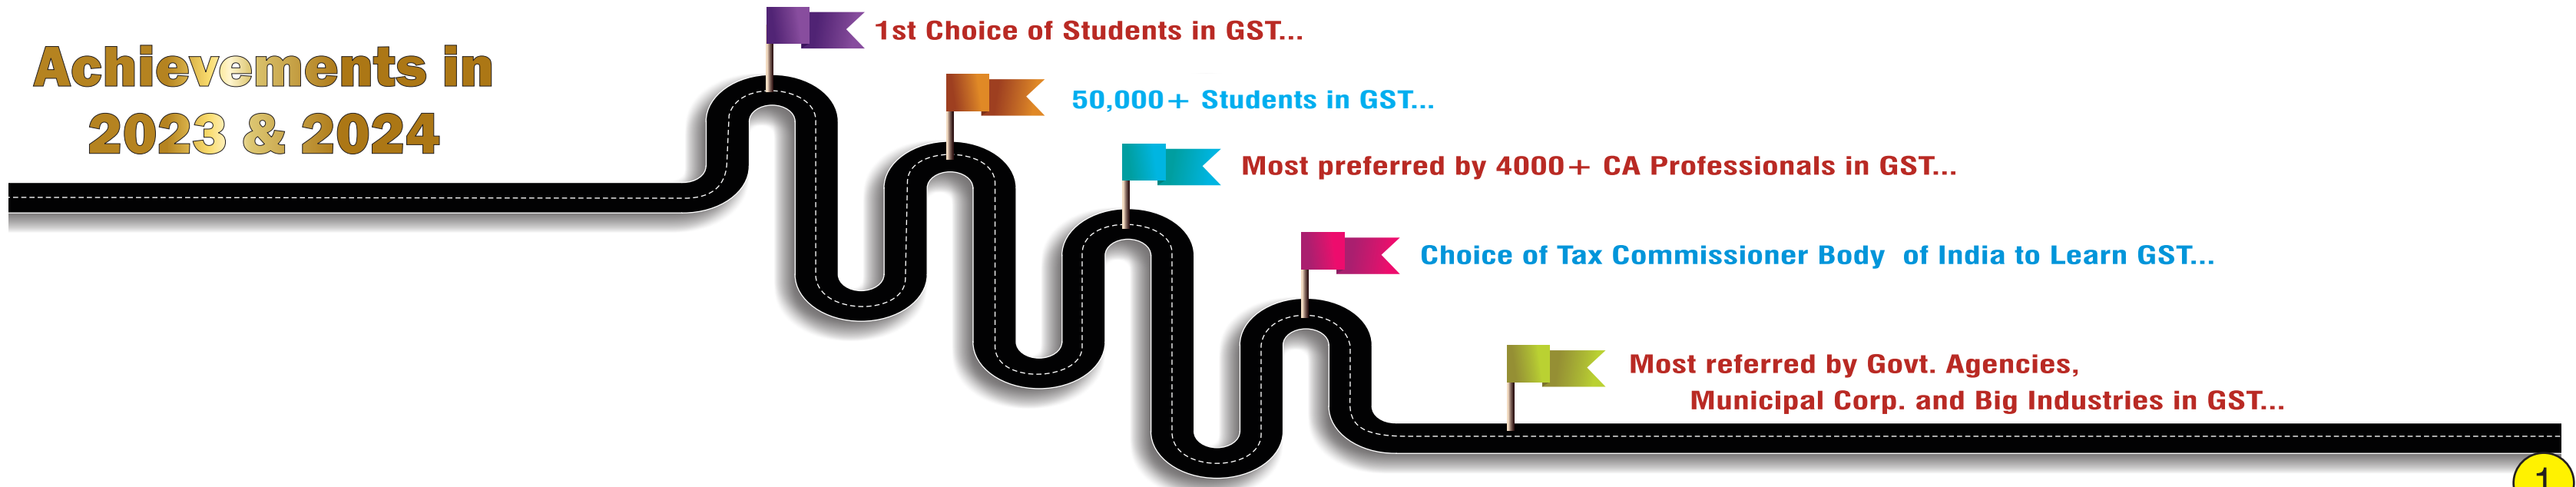 Achievements in
2023 & 2024
1st Choice of Students in GST...
50,000+ Students in GST...
Most preferred by 4000+ CA Professionals in GST...
Choice of Tax Commissioner Body of India to Learn GST...
Most referred by Govt. Agencies,
Municipal Corp. and Big Industries in GST...
1